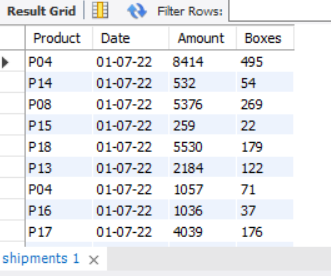 Result Grid Filter Rows:
Product Date Amount Boxes
P04 01-07-22 8414 495
P14 01-07-22 532 54
P08 01-07-22 5376 269
P15 01-07-22 259 22
P18 01-07-22 5530 179
P13 01-07-22 2184 122
P04 01-07-22 1057 71
P16 01-07-22 1036 37
P17 01-07-22 4039 176
shipments 1